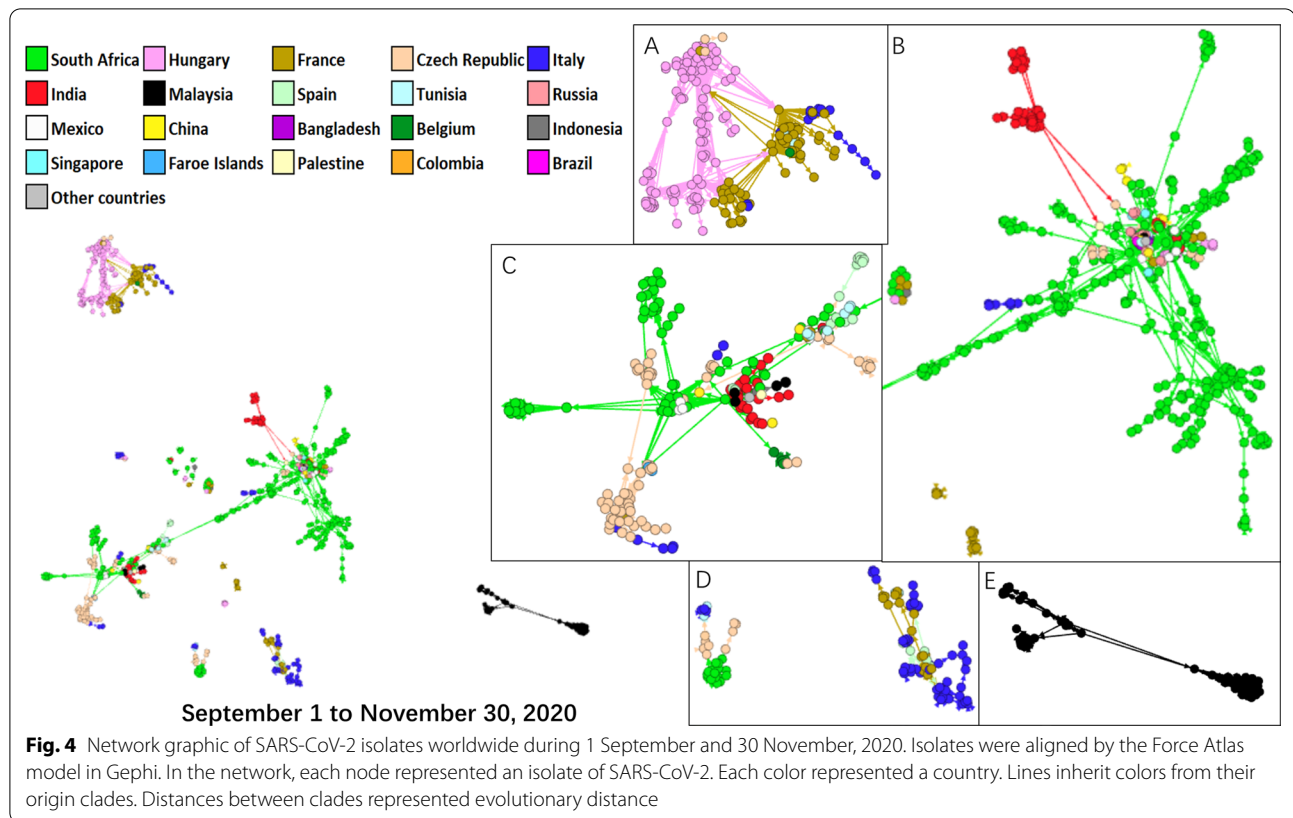 South Africa Hungary France Czech Republic Italy
India Malaysia Spain Tunisia Russia
Mexico China Bangladesh Belgium Indonesia
Singapore Faroe Islands Palestine Colombia Brazil
Other countries
A
B
C
D
E
September 1 to November 30, 2020
Fig. 4 Network graphic of SARS-CoV-2 isolates worldwide during 1 September and 30 November, 2020. Isolates were aligned by the Force Atlas
model in Gephi. In the network, each node represented an isolate of SARS-CoV-2. Each color represented a country. Lines inherit colors from their
origin clades. Distances between clades represented evolutionary distance